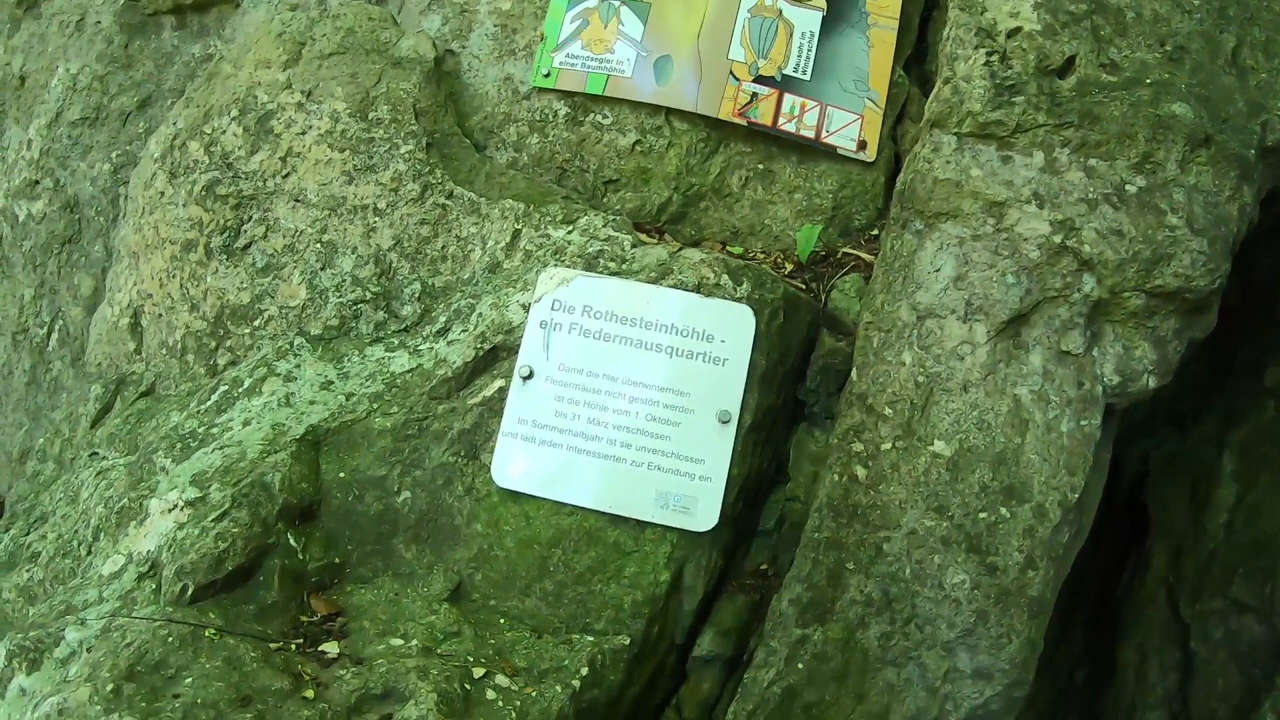 Abendsegler in
einer Baumhöhle
Mausohr im
Winterschlaf
Die Rothesteinhöhle -
ein Fledermausquartier
Damit die hier überwinternden
Fledermäuse nicht gestört werden,
ist die Höhle vom 1. Oktober
bis 31. März verschlossen.
Im Sommerhalbjahr ist sie unverschlossen
und lädt jeden Interessierten zur Erkundung ein.